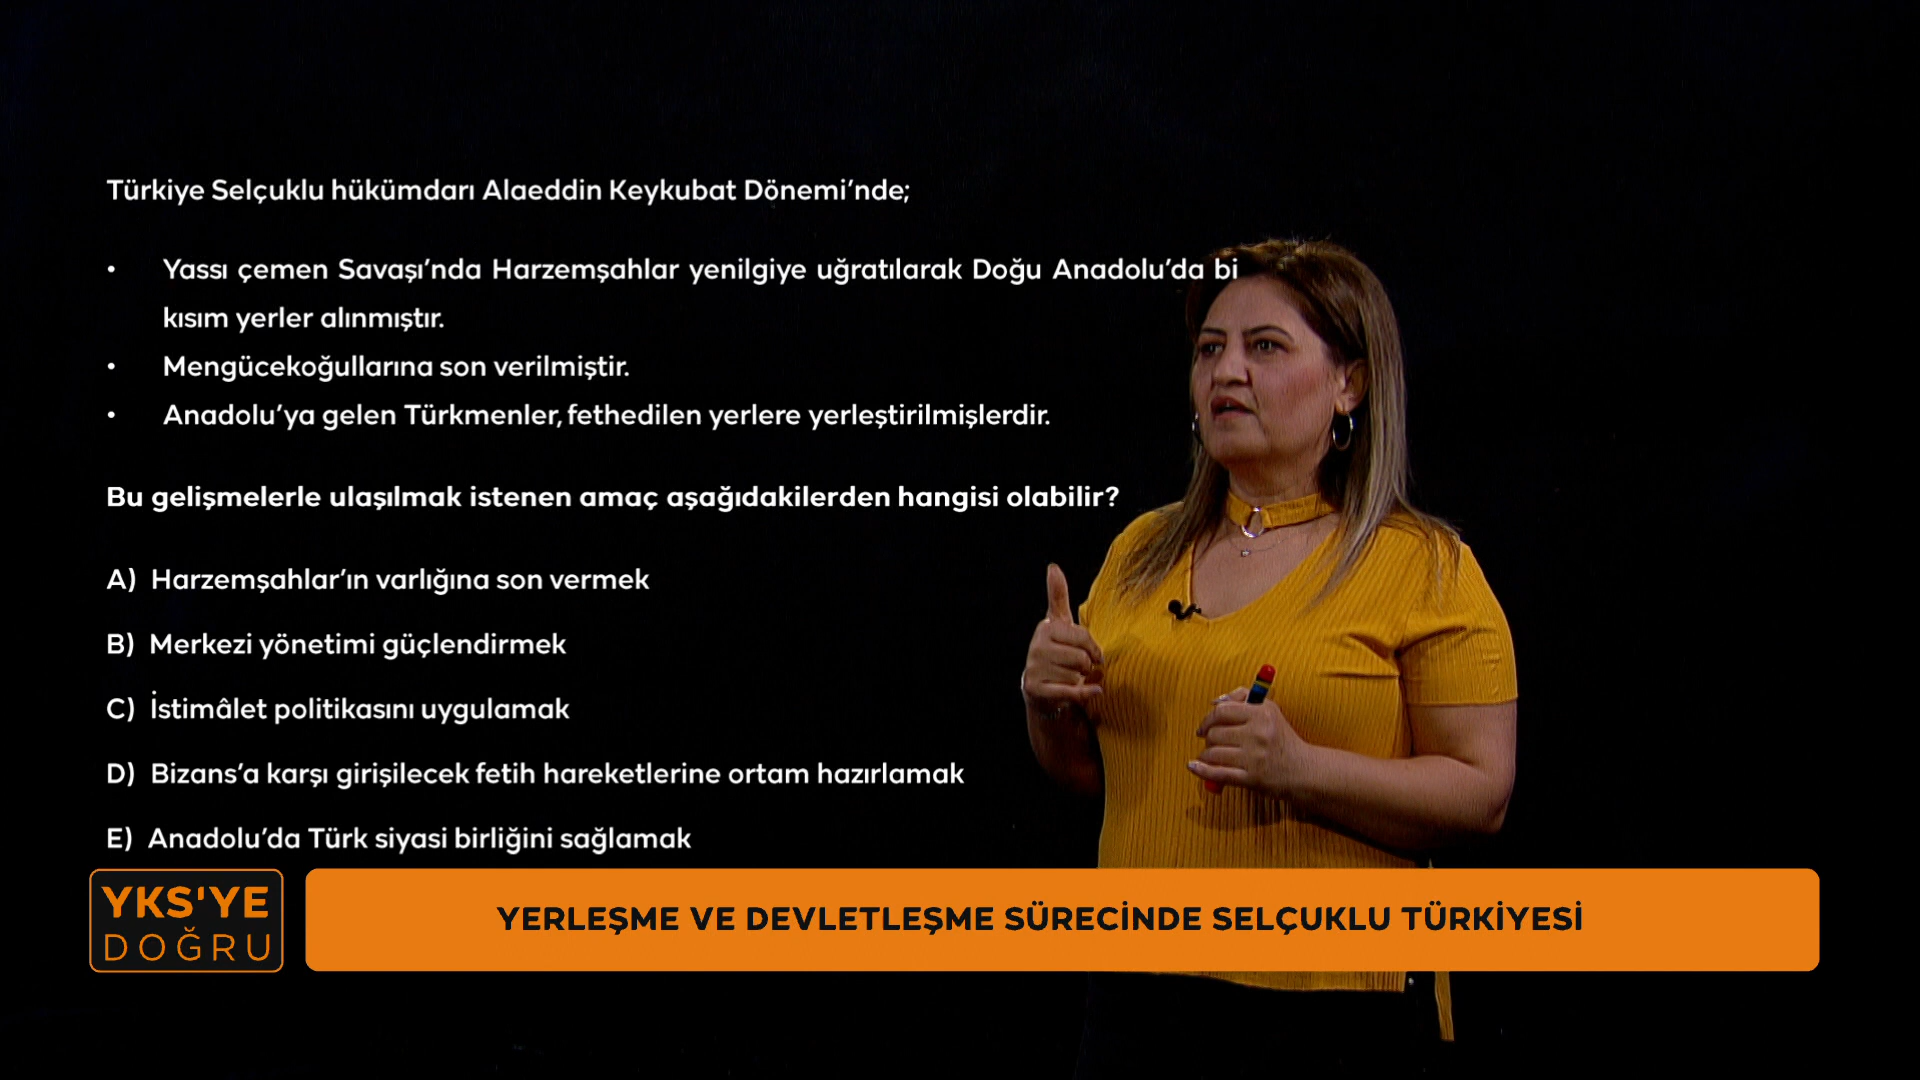 Türkiye Selçuklu hükümdarı Alaeddin Keykubat Dönemi’nde;
• Yassı çemen Savaşı’nda Harzemşahlar yenilgiye uğratılarak Doğu Anadolu’da bi
kısım yerler alınmıştır.
• Mengücekoğullarına son verilmiştir.
• Anadolu’ya gelen Türkmenler, fethedilen yerlere yerleştirilmişlerdir.
Bu gelişmelerle ulaşılmak istenen amaç aşağıdakilerden hangisi olabilir?
A) Harzemşahlar’ın varlığına son vermek
B) Merkezi yönetimi güçlendirmek
C) İstimâlet politikasını uygulamak
D) Bizans’a karşı girişilecek fetih hareketlerine ortam hazırlamak
E) Anadolu’da Türk siyasi birliğini sağlamak
YKS'YE
DOĞRU
YERLEŞME VE DEVLETLEŞME SÜRECİNDE SELÇUKLU TÜRKİYESİ